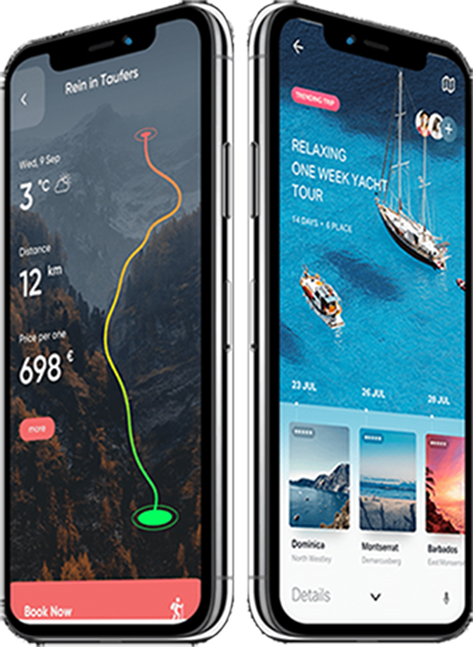 Rein in Taufers
Wed, 9 Sep
3 °C
Distance
12 km
Price per one
698 €
more
Book Now
TRENDING TRIP
RELAXING
ONE WEEK YACHT
TOUR
14 DAYS • 6 PLACE
23 JUL
26 JUL
28 JUL
Dominica
North Westley
Montserrat
Demarosberg
Barbados
East Monserra
Details